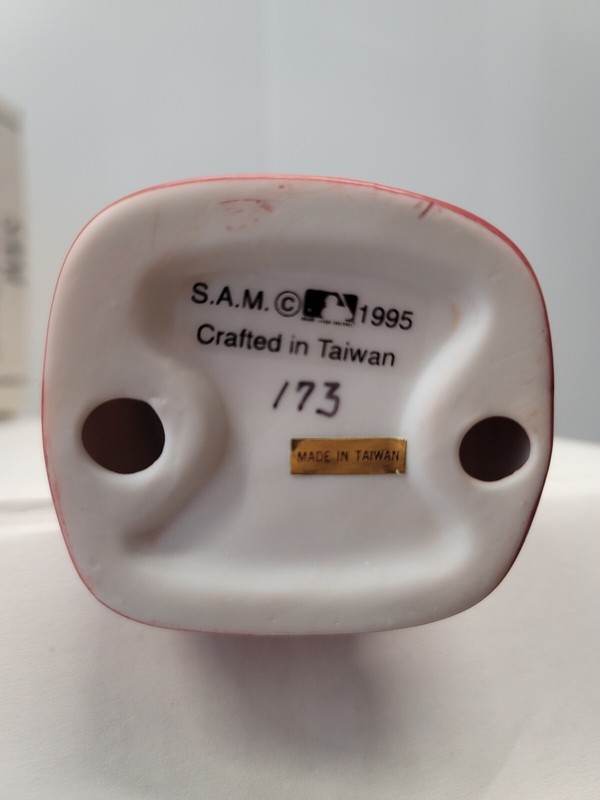 S.A.M. © 1995
Crafted in Taiwan
173
MADE IN TAIWAN